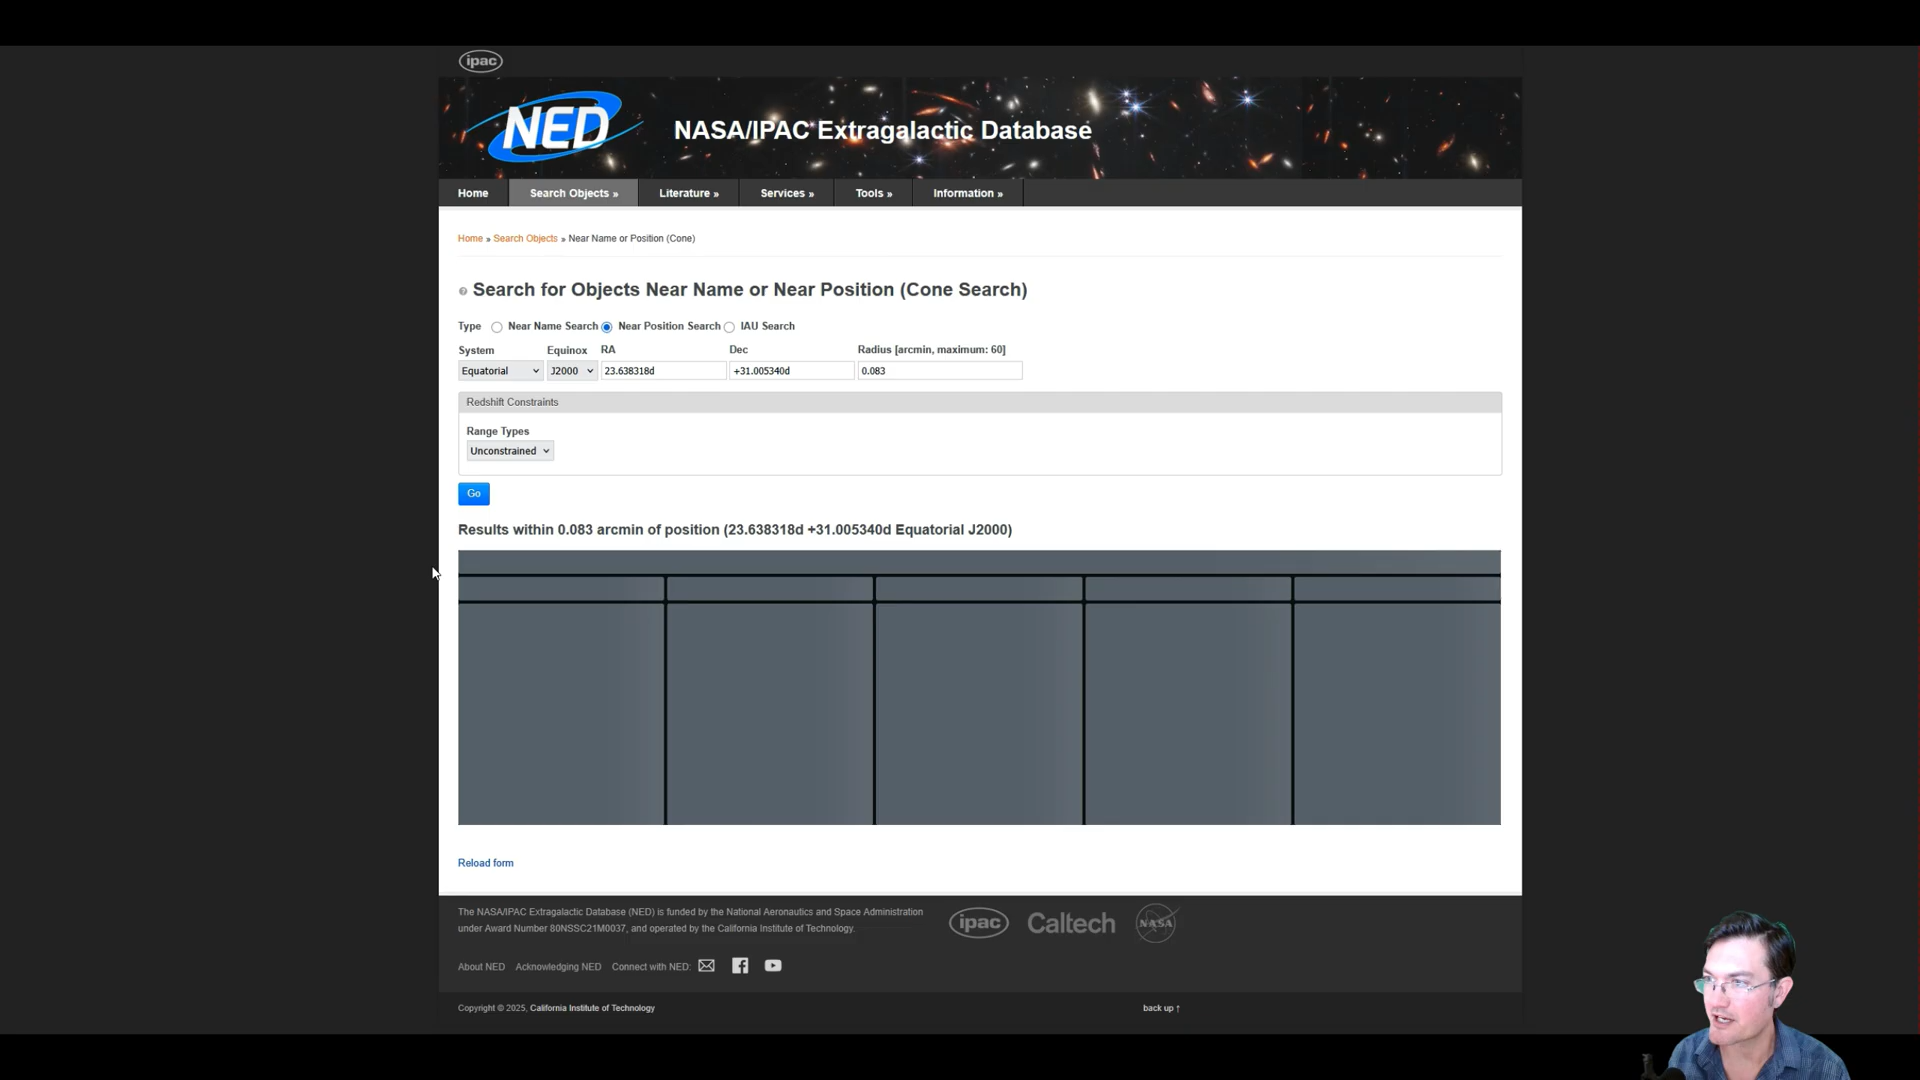 ipac
NED
NASA/IPAC Extragalactic Database
Home
Search Objects »
Literature »
Services »
Tools »
Information »
Home » Search Objects » Near Name or Position (Cone)
Search for Objects Near Name or Near Position (Cone Search)
Type Near Name Search Near Position Search IAU Search
System Equinox RA Dec Radius [arcmin, maximum: 60]
Equatorial J2000 23.638318d +31.005340d 0.083
Redshift Constraints
Range Types
Unconstrained
Go
Results within 0.083 arcmin of position (23.638318d +31.005340d Equatorial J2000)
Reload form
The NASA/IPAC Extragalactic Database (NED) is funded by the National Aeronautics and Space Administration
under Award Number 80NSSC21M0037, and operated by the California Institute of Technology.
ipac Caltech NASA
About NED Acknowledging NED Connect with NED:
Copyright © 2025, California Institute of Technology
back up ↑